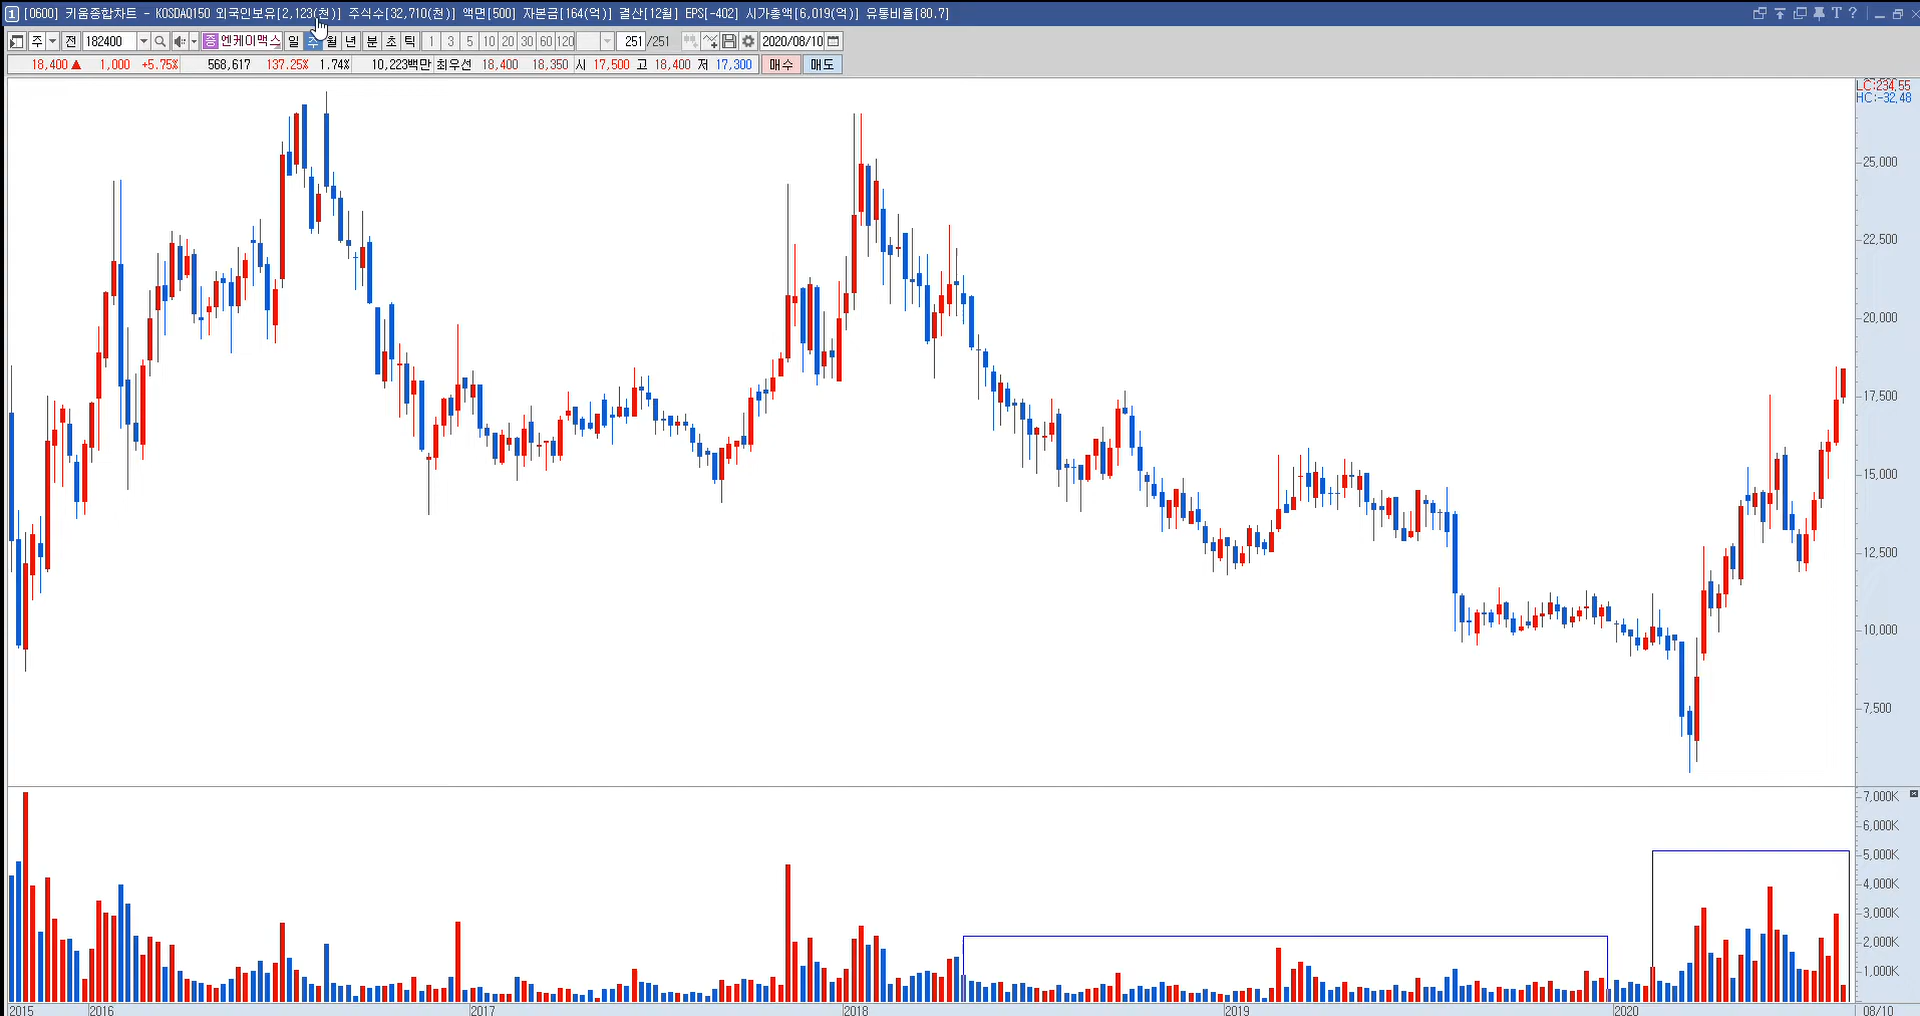 1 [0600] 키움종합차트 - KOSDAQ150 외국인보유[2,123(천)] 주식수[32,710(천)] 액면[500] 자본금[164(억)] 결산[12월] EPS[-402] 시가총액[6,019(억)] 유통비율[80.7] T ?
주 전 182400 증 엔케이맥스 일 주 월 년 분 초 틱 1 3 5 10 20 30 60 120 251 /251 2020/08/10
18,400 ▲ 1,000 +5.75% 568,617 137.25% 1.74% 10,223백만 최우선 18,400 18,350 시 17,500 고 18,400 저 17,300 매수 매도
LC:234.55
HC:-32.48
25,000
22,500
20,000
17,500
15,000
12,500
10,000
7,500
7,000K
6,000K
5,000K
4,000K
3,000K
2,000K
1,000K
2015 2016 2017 2018 2019 2020 08/10